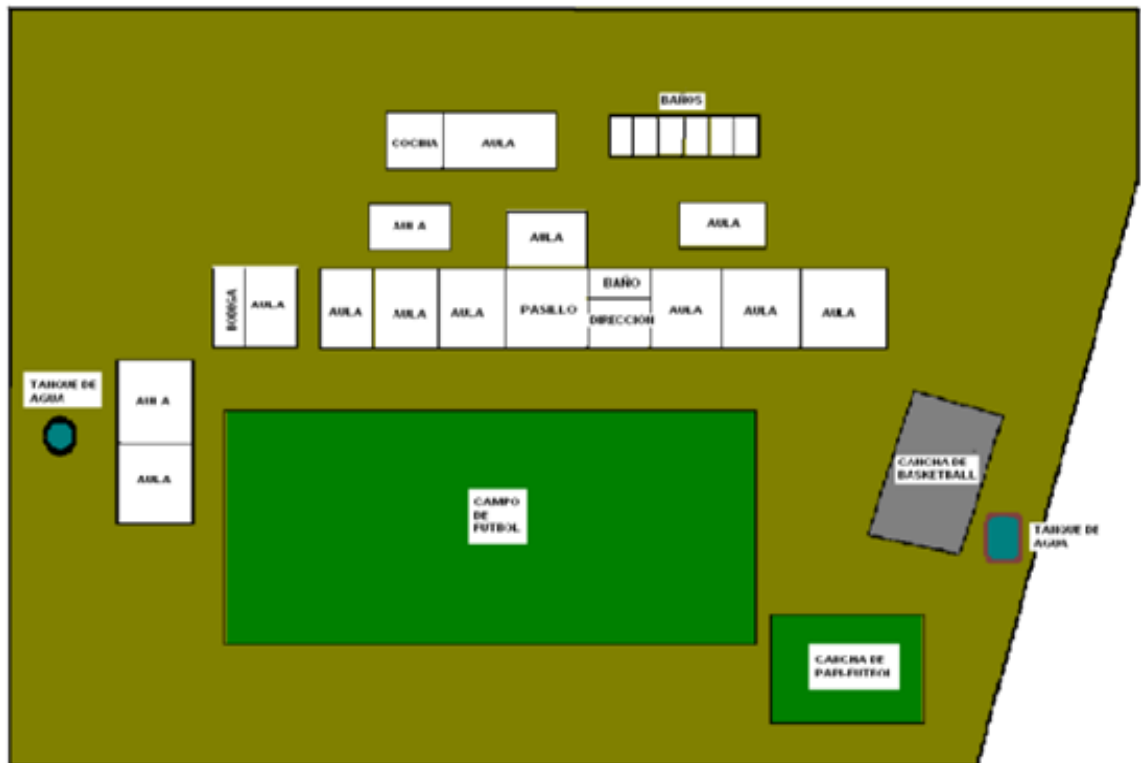 BAÑOS
COCINA
AULA
AULA
AULA
AULA
BODEGA
AULA
AULA
AULA
AULA
PASILLO
BAÑO
DIRECCION
AULA
AULA
AULA
TANQUE DE
AGUA
AULA
AULA
CAMPO
DE
FUTBOL
CANCHA DE
BASKETBALL
TANQUE DE
AGUA
CANCHA DE
PAPI-FUTBOL